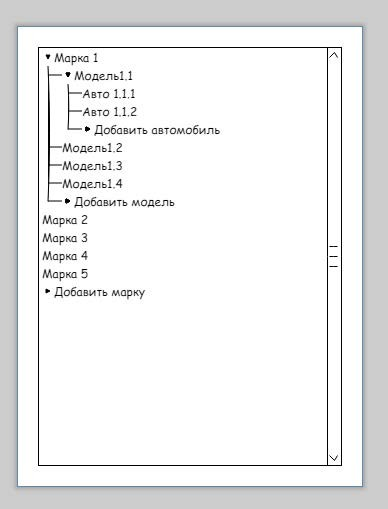 Марка 1
Модель1.1
Авто 1.1.1
Авто 1.1.2
Добавить автомобиль
Модель1.2
Модель1.3
Модель1.4
Добавить модель
Марка 2
Марка 3
Марка 4
Марка 5
Добавить марку